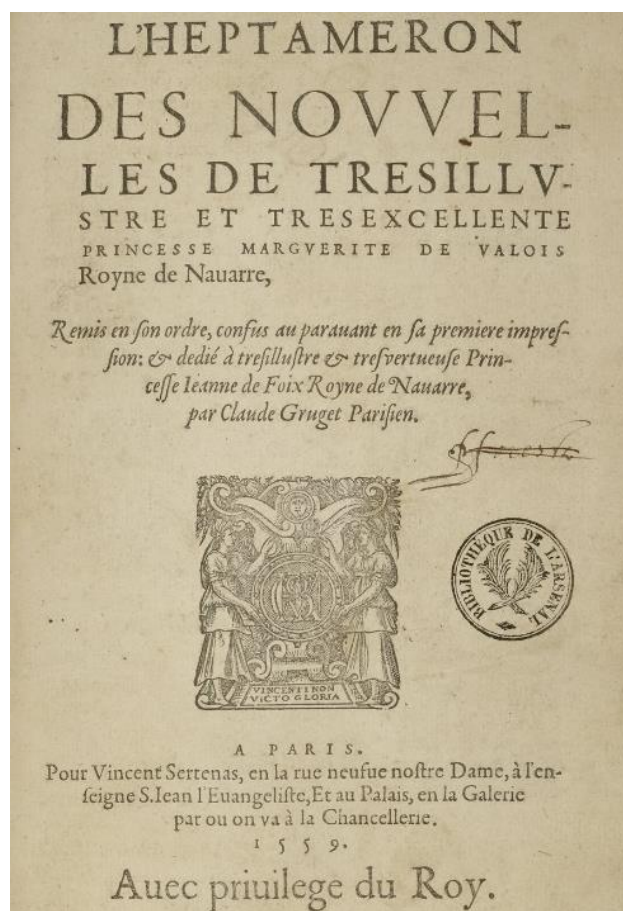 L'HEPTAMERON
DES NOVVEL-
LES DE TRESILLV-
STRE ET TRESEXCELLENTE
PRINCESSE MARGVERITE DE VALOIS
Royne de Nauarre,
Remis en ſon ordre, confus au parauant en ſa premiere impreſ-
ſion: & dedié à treſilluſtre & treſvertueuſe Prin-
ceſſe Ieanne de Foix Royne de Nauarre,
par Claude Gruget Pariſien.
BIBLIOTHÈQUE DE L'ARSENAL
VINCENTI NON
VICTO GLORIA
A PARIS.
Pour Vincent Sertenas, en la rue neufue noſtre Dame, à l'en-
ſeigne S.Iean l'Euangeliſte, Et au Palais, en la Galerie
par ou on va à la Chancellerie.
1559.
Auec priuilege du Roy.